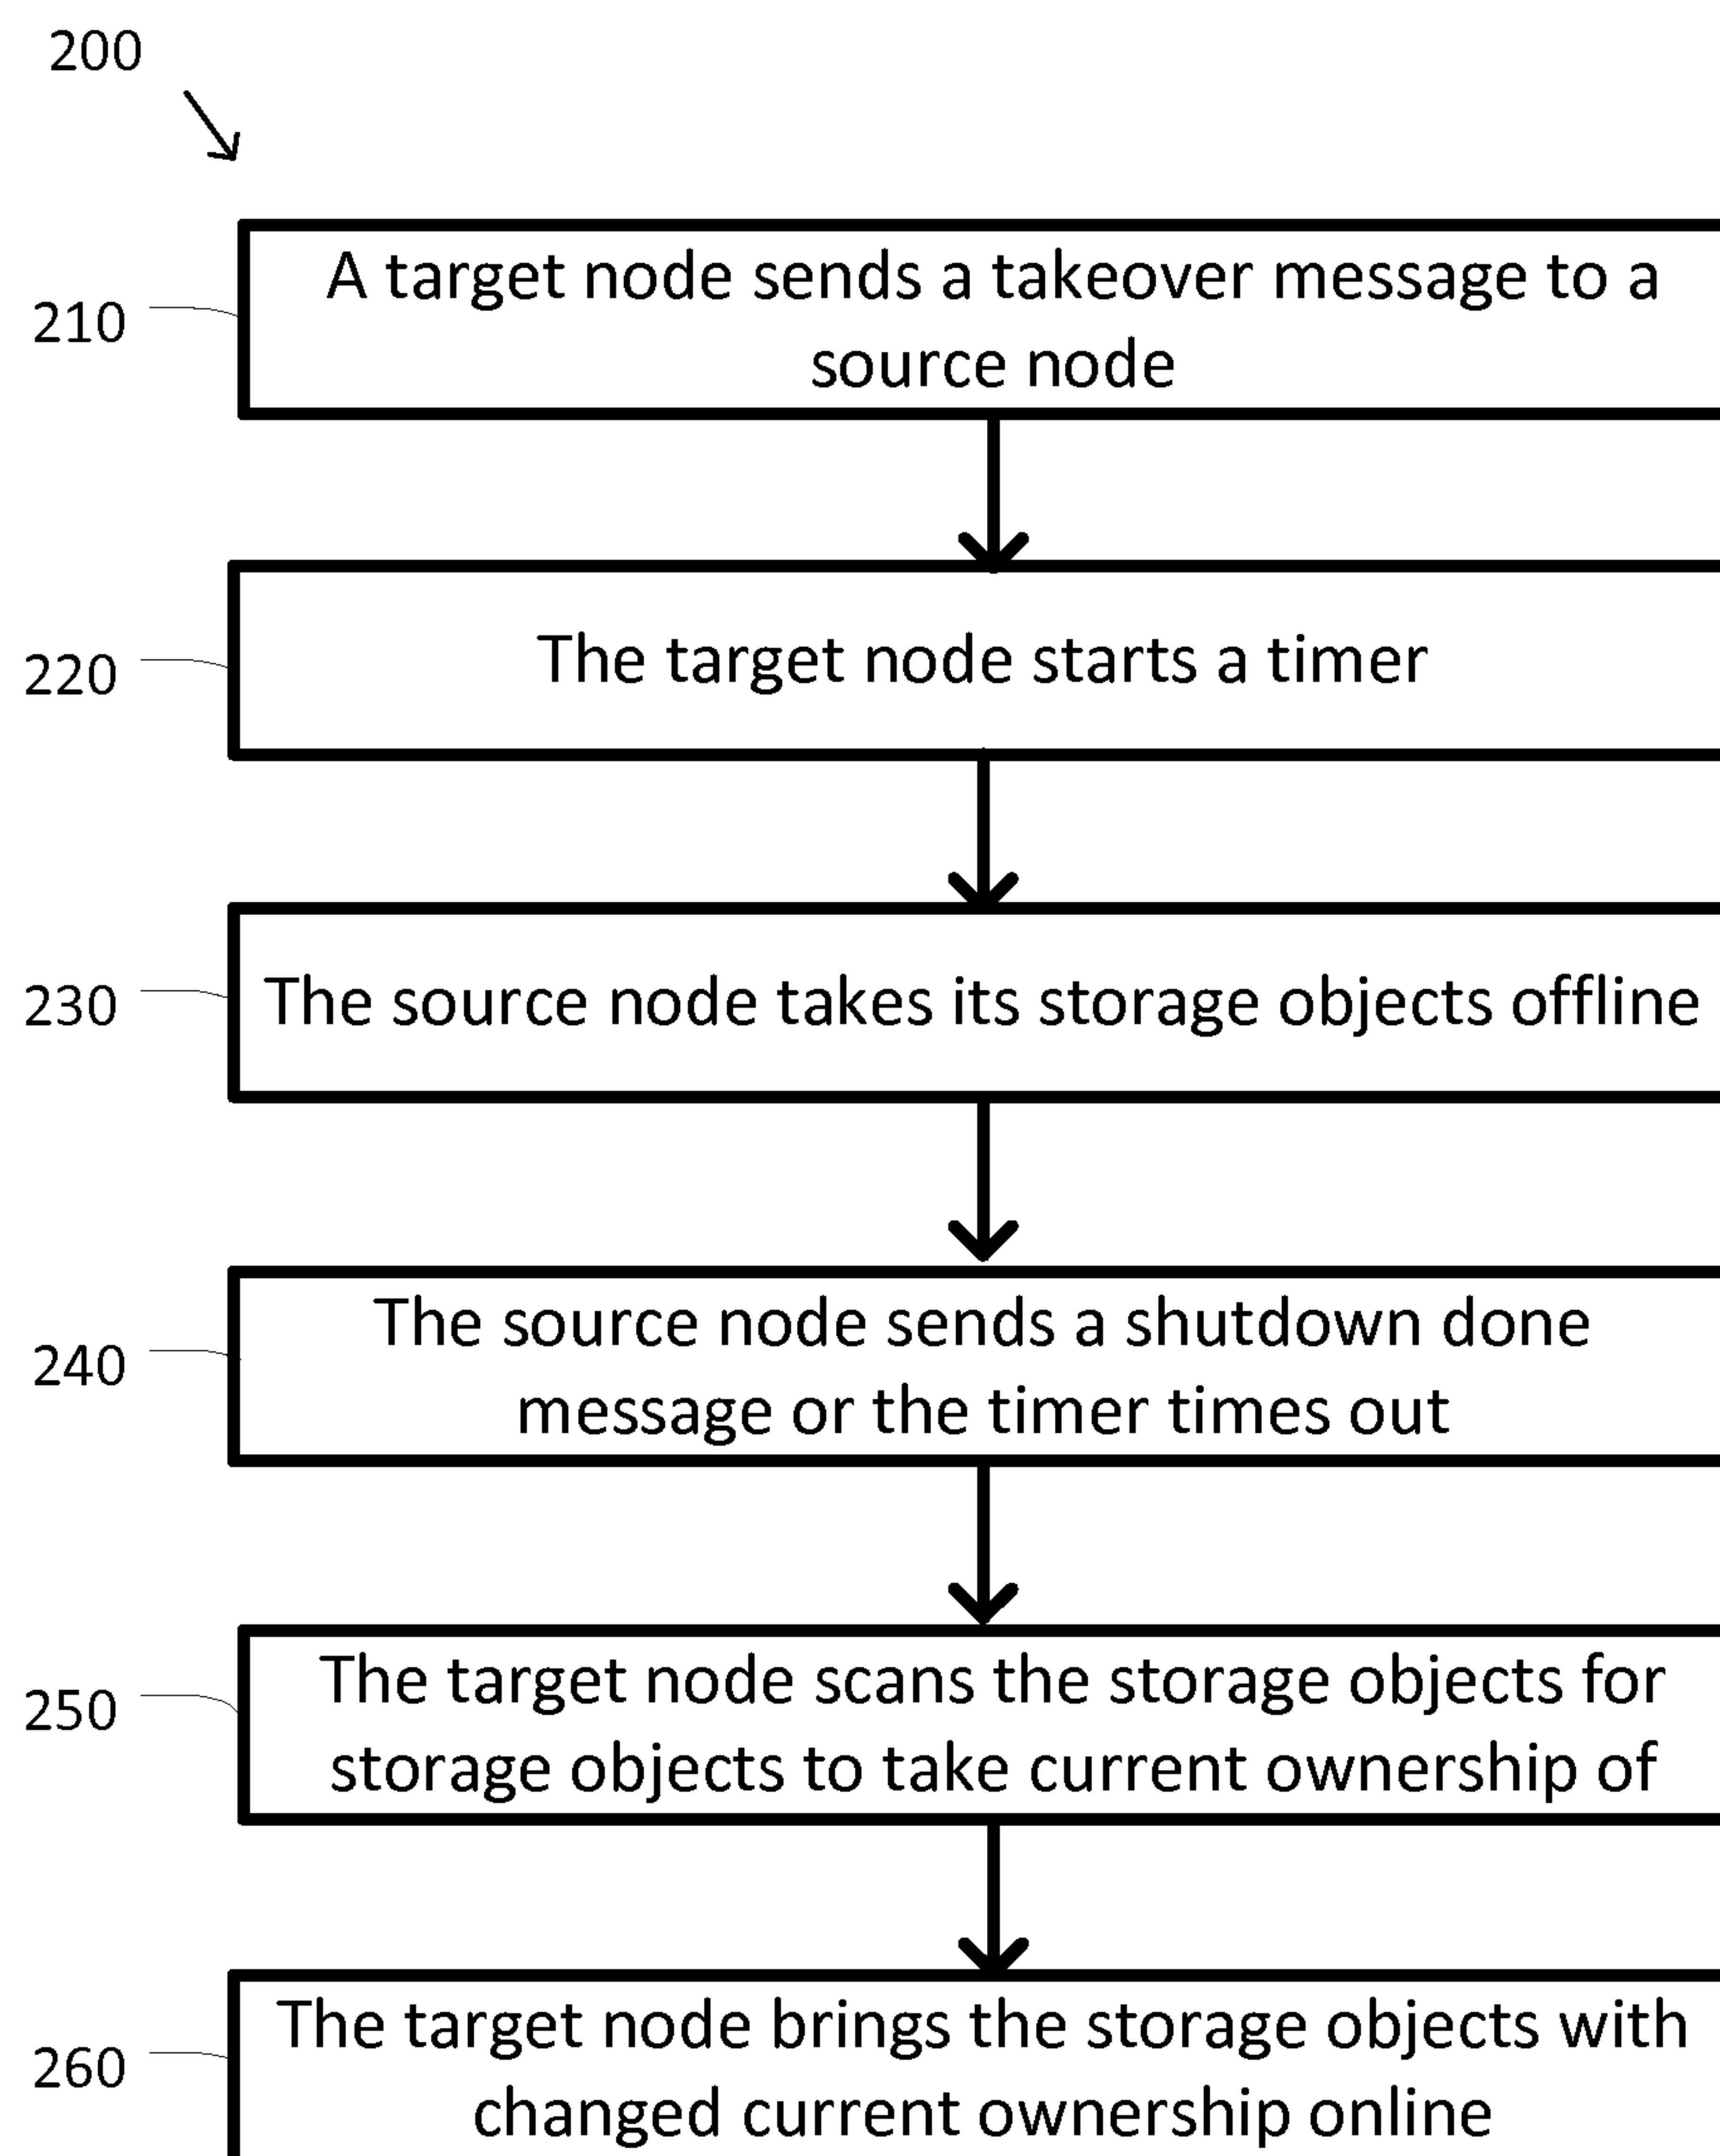 200
210
A target node sends a takeover message to a
source node
220
The target node starts a timer
230
The source node takes its storage objects offline
240
The source node sends a shutdown done
message or the timer times out
250
The target node scans the storage objects for
storage objects to take current ownership of
260
The target node brings the storage objects with
changed current ownership online